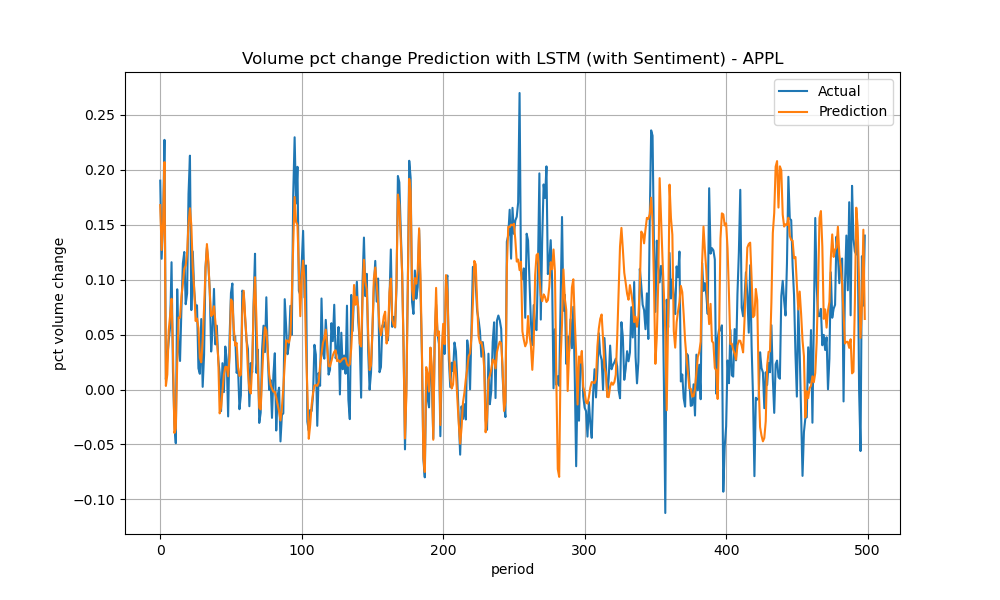 Volume pct change Prediction with LSTM (with Sentiment) - APPL
Actual
Prediction
0.25
0.20
0.15
0.10
0.05
0.00
−0.05
−0.10
pct volume change
0 100 200 300 400 500
period